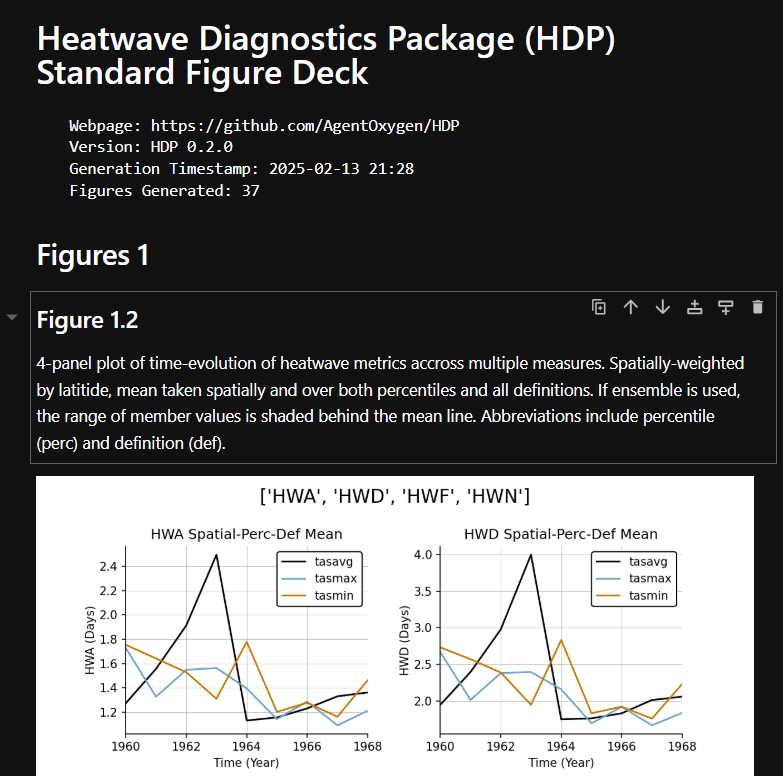 Heatwave Diagnostics Package (HDP)
Standard Figure Deck
Webpage: https://github.com/AgentOxygen/HDP
Version: HDP 0.2.0
Generation Timestamp: 2025-02-13 21:28
Figures Generated: 37
Figures 1
Figure 1.2
4-panel plot of time-evolution of heatwave metrics accross multiple measures. Spatially-weighted
by latitide, mean taken spatially and over both percentiles and all definitions. If ensemble is used,
the range of member values is shaded behind the mean line. Abbreviations include percentile
(perc) and definition (def).
['HWA', 'HWD', 'HWF', 'HWN']
HWA Spatial-Perc-Def Mean
tasavg
tasmax
tasmin
HWA (Days)
2.4
2.2
2.0
1.8
1.6
1.4
1.2
1960 1962 1964 1966 1968
Time (Year)
HWD Spatial-Perc-Def Mean
tasavg
tasmax
tasmin
HWD (Days)
4.0
3.5
3.0
2.5
2.0
1960 1962 1964 1966 1968
Time (Year)